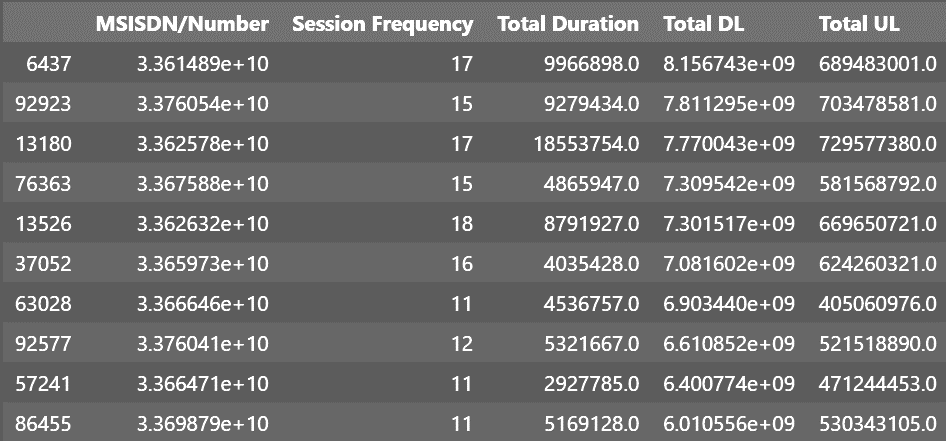 MSISDN/Number Session Frequency Total Duration Total DL Total UL
6437 3.361489e+10 17 9966898.0 8.156743e+09 689483001.0
92923 3.376054e+10 15 9279434.0 7.811295e+09 703478581.0
13180 3.362578e+10 17 18553754.0 7.770043e+09 729577380.0
76363 3.367588e+10 15 4865947.0 7.309542e+09 581568792.0
13526 3.362632e+10 18 8791927.0 7.301517e+09 669650721.0
37052 3.365973e+10 16 4035428.0 7.081602e+09 624260321.0
63028 3.366646e+10 11 4536757.0 6.903440e+09 405060976.0
92577 3.376041e+10 12 5321667.0 6.610852e+09 521518890.0
57241 3.366471e+10 11 2927785.0 6.400774e+09 471244453.0
86455 3.369879e+10 11 5169128.0 6.010556e+09 530343105.0